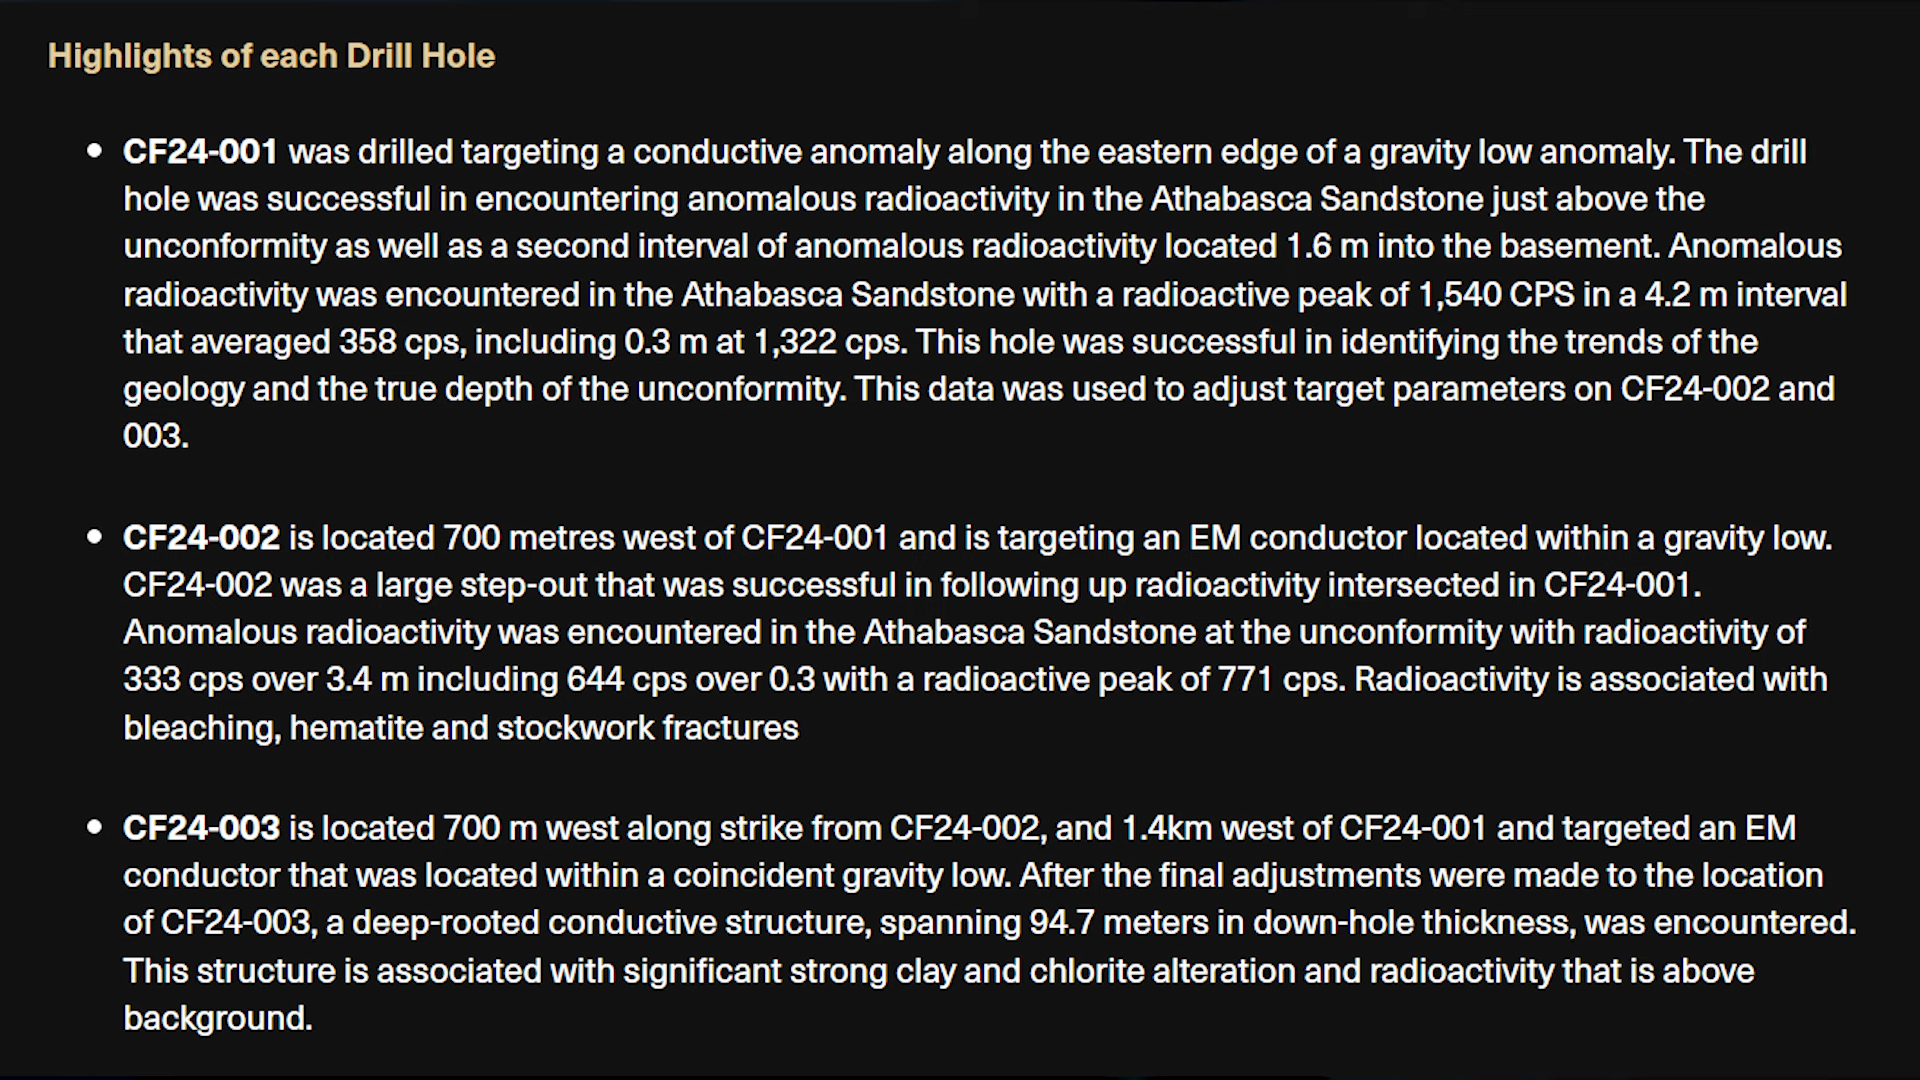 Highlights of each Drill Hole
• CF24-001 was drilled targeting a conductive anomaly along the eastern edge of a gravity low anomaly. The drill
hole was successful in encountering anomalous radioactivity in the Athabasca Sandstone just above the
unconformity as well as a second interval of anomalous radioactivity located 1.6 m into the basement. Anomalous
radioactivity was encountered in the Athabasca Sandstone with a radioactive peak of 1,540 CPS in a 4.2 m interval
that averaged 358 cps, including 0.3 m at 1,322 cps. This hole was successful in identifying the trends of the
geology and the true depth of the unconformity. This data was used to adjust target parameters on CF24-002 and
003.
• CF24-002 is located 700 metres west of CF24-001 and is targeting an EM conductor located within a gravity low.
CF24-002 was a large step-out that was successful in following up radioactivity intersected in CF24-001.
Anomalous radioactivity was encountered in the Athabasca Sandstone at the unconformity with radioactivity of
333 cps over 3.4 m including 644 cps over 0.3 with a radioactive peak of 771 cps. Radioactivity is associated with
bleaching, hematite and stockwork fractures
• CF24-003 is located 700 m west along strike from CF24-002, and 1.4km west of CF24-001 and targeted an EM
conductor that was located within a coincident gravity low. After the final adjustments were made to the location
of CF24-003, a deep-rooted conductive structure, spanning 94.7 meters in down-hole thickness, was encountered.
This structure is associated with significant strong clay and chlorite alteration and radioactivity that is above
background.